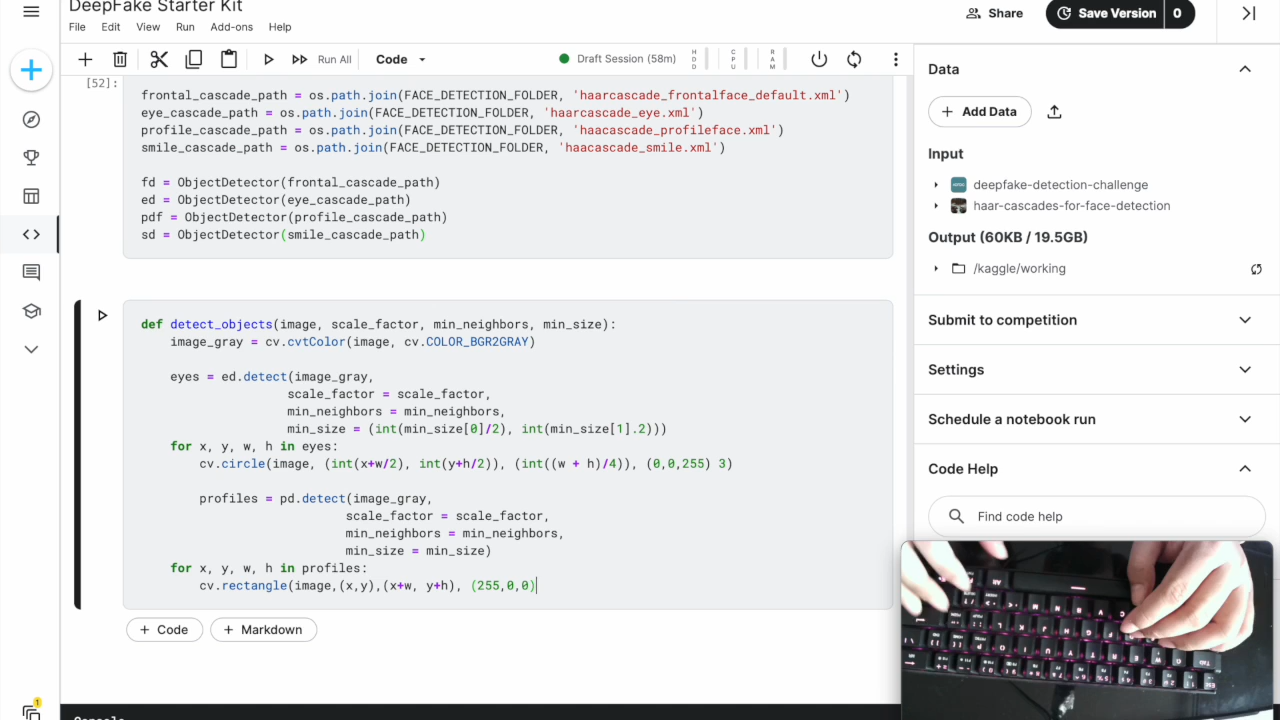 DeepFake Starter Kit
File Edit View Run Add-ons Help
Share
Save Version 0
Run All Code
Draft Session (58m)
HDD
CPU
RAM
[52]:
frontal_cascade_path = os.path.join(FACE_DETECTION_FOLDER, 'haarcascade_frontalface_default.xml')
eye_cascade_path = os.path.join(FACE_DETECTION_FOLDER, 'haarcascade_eye.xml')
profile_cascade_path = os.path.join(FACE_DETECTION_FOLDER, 'haacascade_profileface.xml')
smile_cascade_path = os.path.join(FACE_DETECTION_FOLDER, 'haacascade_smile.xml')
fd = ObjectDetector(frontal_cascade_path)
ed = ObjectDetector(eye_cascade_path)
pdf = ObjectDetector(profile_cascade_path)
sd = ObjectDetector(smile_cascade_path)
def detect_objects(image, scale_factor, min_neighbors, min_size):
image_gray = cv.cvtColor(image, cv.COLOR_BGR2GRAY)
eyes = ed.detect(image_gray,
scale_factor = scale_factor,
min_neighbors = min_neighbors,
min_size = (int(min_size[0]/2), int(min_size[1].2)))
for x, y, w, h in eyes:
cv.circle(image, (int(x+w/2), int(y+h/2)), (int((w + h)/4)), (0,0,255) 3)
profiles = pd.detect(image_gray,
scale_factor = scale_factor,
min_neighbors = min_neighbors,
min_size = min_size)
for x, y, w, h in profiles:
cv.rectangle(image,(x,y),(x+w, y+h), (255,0,0)
+ Code
+ Markdown
Data
+ Add Data
Input
deepfake-detection-challenge
haar-cascades-for-face-detection
Output (60KB / 19.5GB)
/kaggle/working
Submit to competition
Settings
Schedule a notebook run
Code Help
Find code help
1